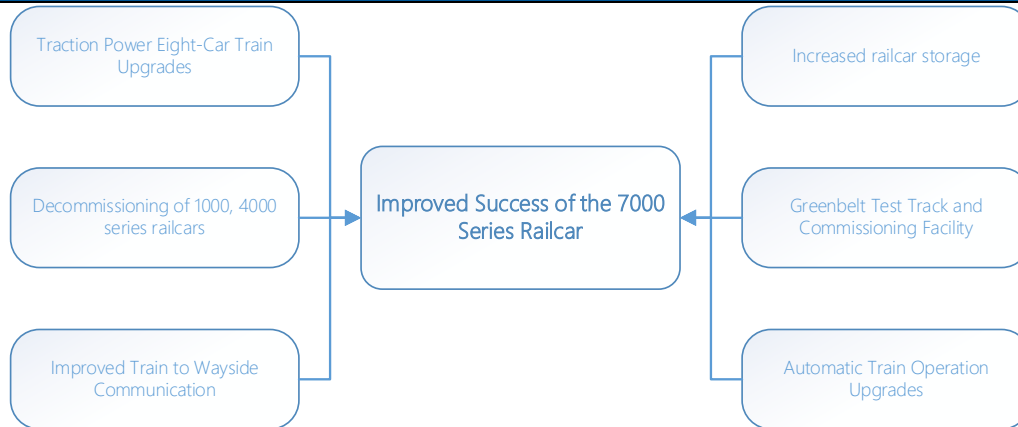 Traction Power Eight-Car Train
Upgrades
Increased railcar storage
Decommissioning of 1000, 4000
series railcars
Improved Success of the 7000
Series Railcar
Greenbelt Test Track and
Commissioning Facility
Improved Train to Wayside
Communication
Automatic Train Operation
Upgrades